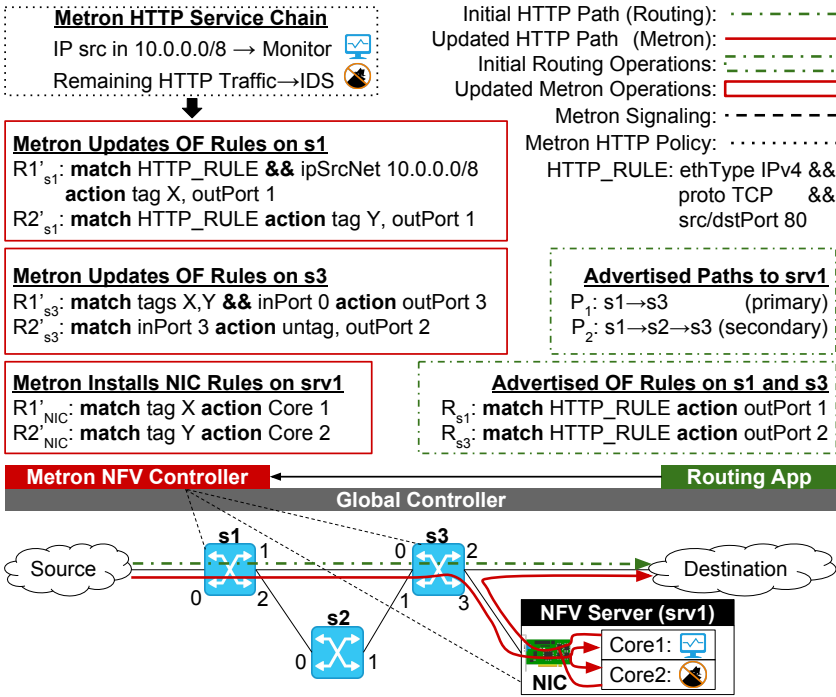 Metron HTTP Service Chain
IP src in 10.0.0.0/8 → Monitor
Remaining HTTP Traffic→IDS
Initial HTTP Path (Routing):
Updated HTTP Path (Metron):
Initial Routing Operations:
Updated Metron Operations:
Metron Signaling:
Metron HTTP Policy:
HTTP_RULE: ethType IPv4 &&
proto TCP &&
src/dstPort 80
Metron Updates OF Rules on s1
R1's1: match HTTP_RULE && ipSrcNet 10.0.0.0/8
action tag X, outPort 1
R2's1: match HTTP_RULE action tag Y, outPort 1
Metron Updates OF Rules on s3
R1's3: match tags X,Y && inPort 0 action outPort 3
R2's3: match inPort 3 action untag, outPort 2
Advertised Paths to srv1
P1: s1→s3 (primary)
P2: s1→s2→s3 (secondary)
Metron Installs NIC Rules on srv1
R1'NIC: match tag X action Core 1
R2'NIC: match tag Y action Core 2
Advertised OF Rules on s1 and s3
Rs1: match HTTP_RULE action outPort 1
Rs3: match HTTP_RULE action outPort 2
Metron NFV Controller
Routing App
Global Controller
s1
s3
1
0
2
Source
Destination
0
2
1
3
s2
0
1
NFV Server (srv1)
Core1:
Core2:
NIC